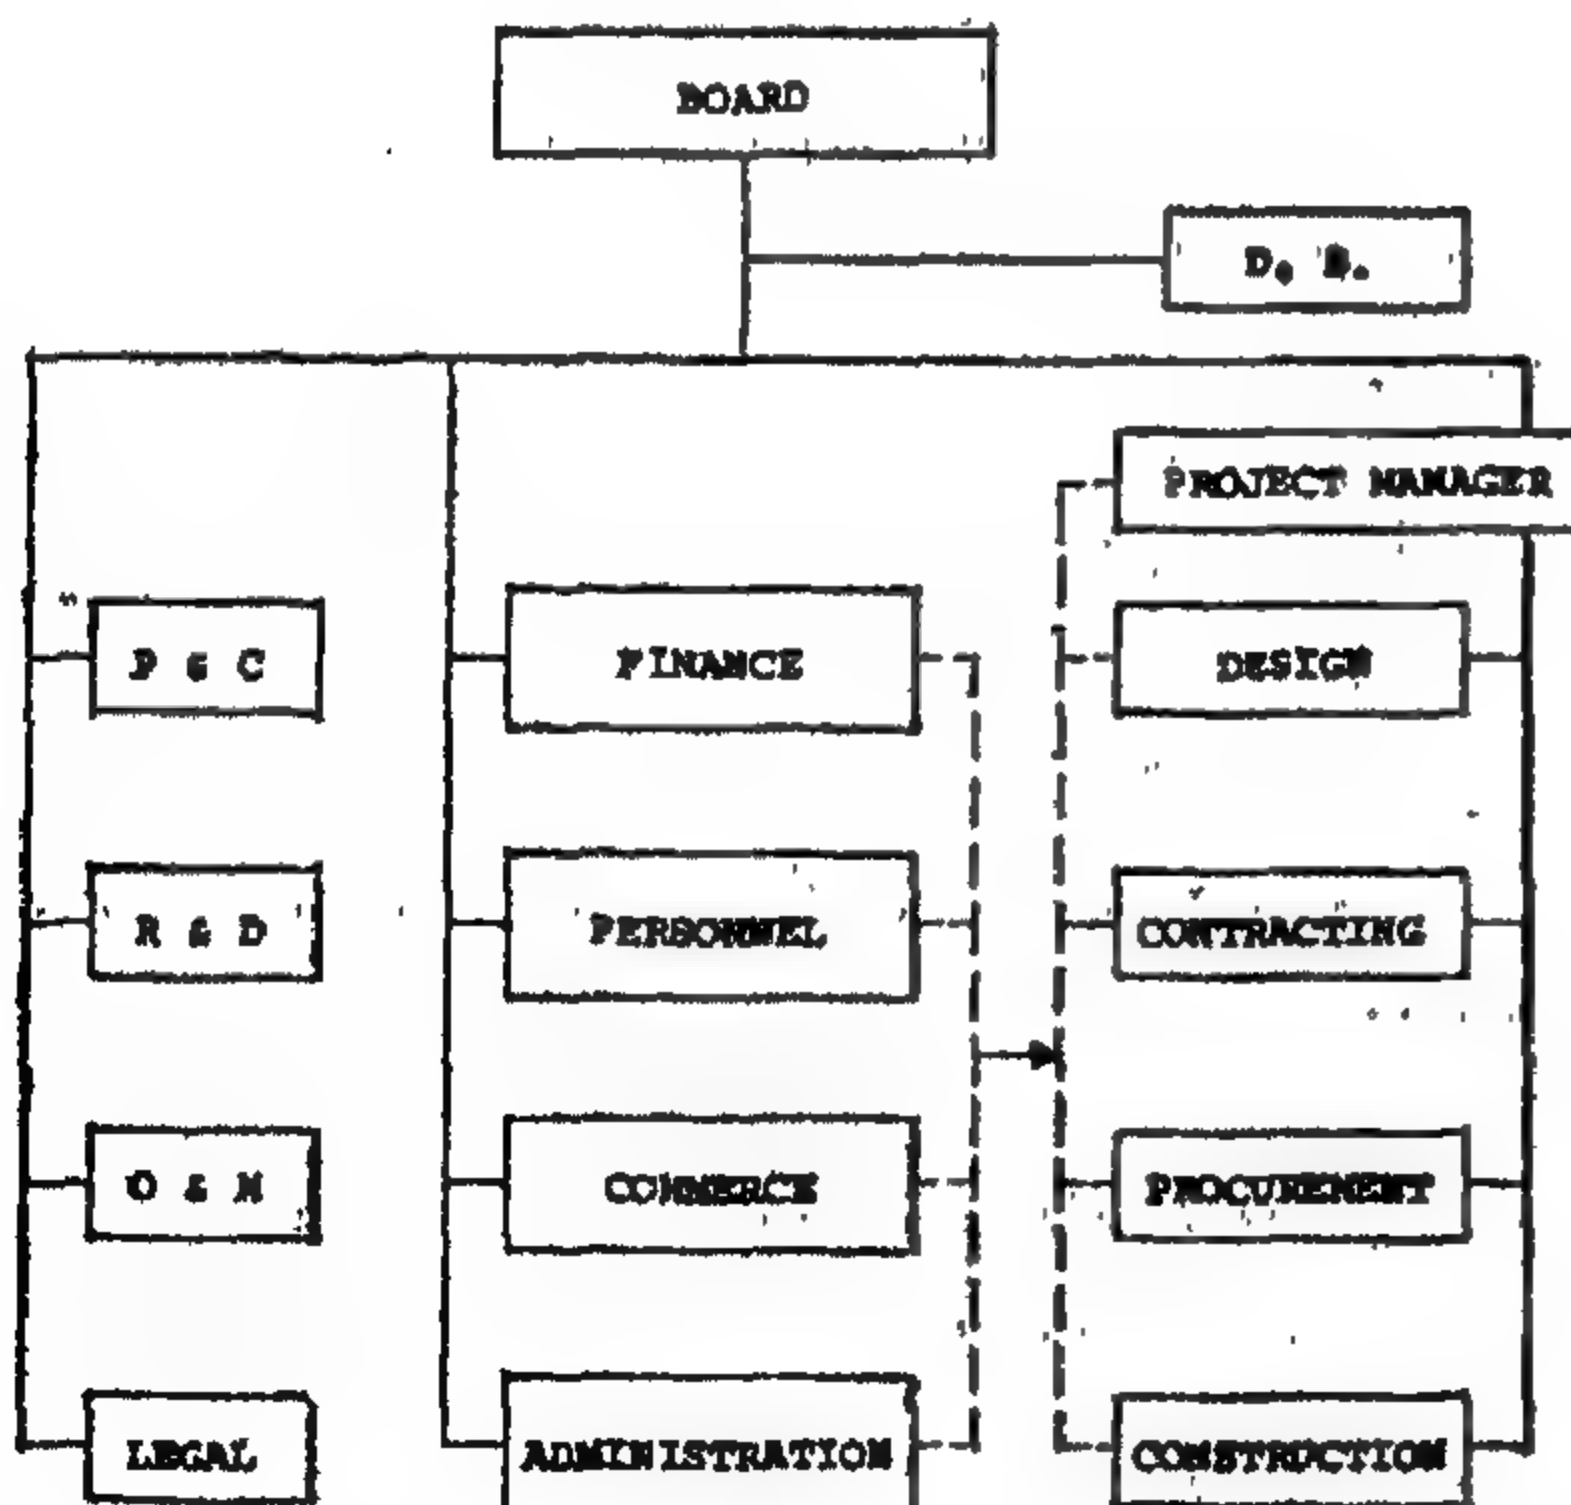 BOARD
D. B.
PROJECT MANAGER
P & C
FINANCE
DESIGN
R & D
PERSONNEL
CONTRACTING
O & M
COMMERCE
PROCUREMENT
LEGAL
ADMINISTRATION
CONSTRUCTION